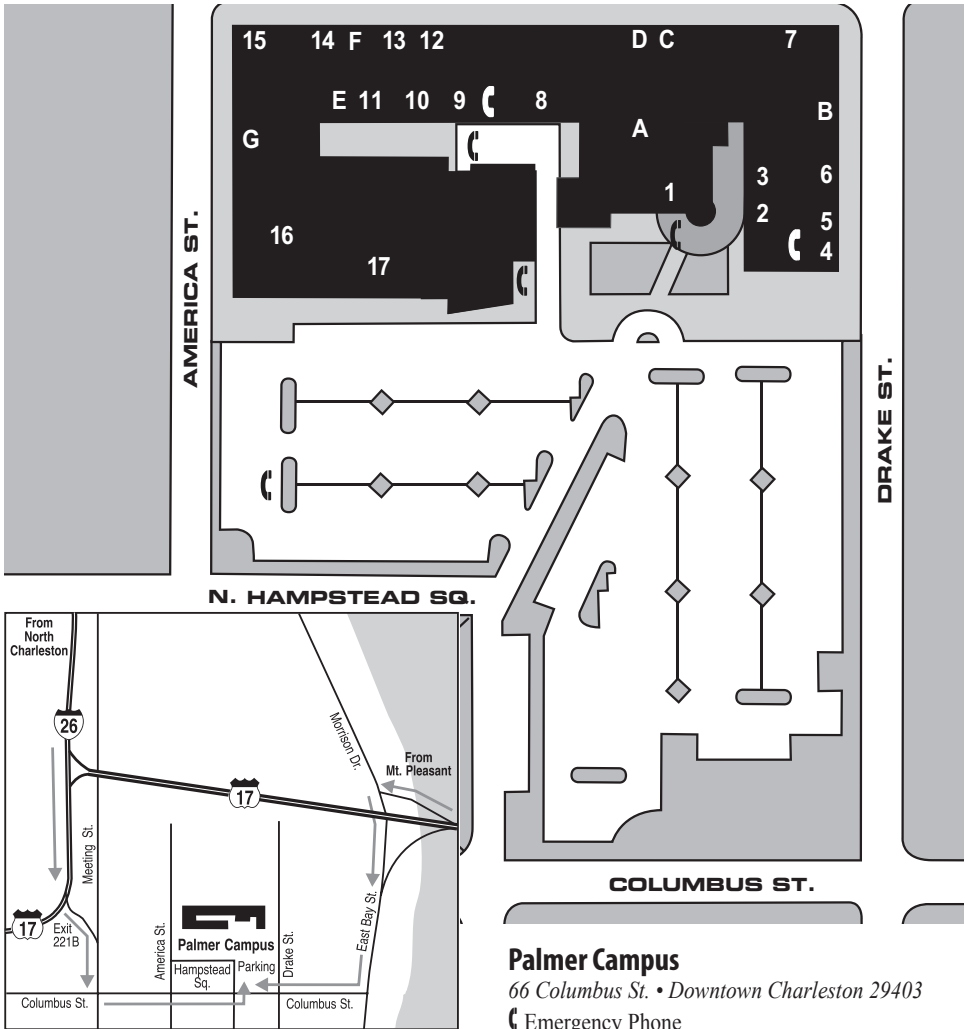 15 14 F 13 12 D C 7
E 11 10 9 8
B
A
G
3 6
1
2 5
4
16
17
AMERICA ST.
DRAKE ST.
N. HAMPSTEAD SQ.
COLUMBUS ST.
From
North
Charleston
26
Morrison Dr.
From
Mt. Pleasant
17
Meeting St.
17
Exit
221B
America St.
Palmer Campus
Hampstead
Sq.
Parking
Drake St.
East Bay St.
Columbus St.
Columbus St.
Palmer Campus
66 Columbus St. • Downtown Charleston 29403
Emergency Phone